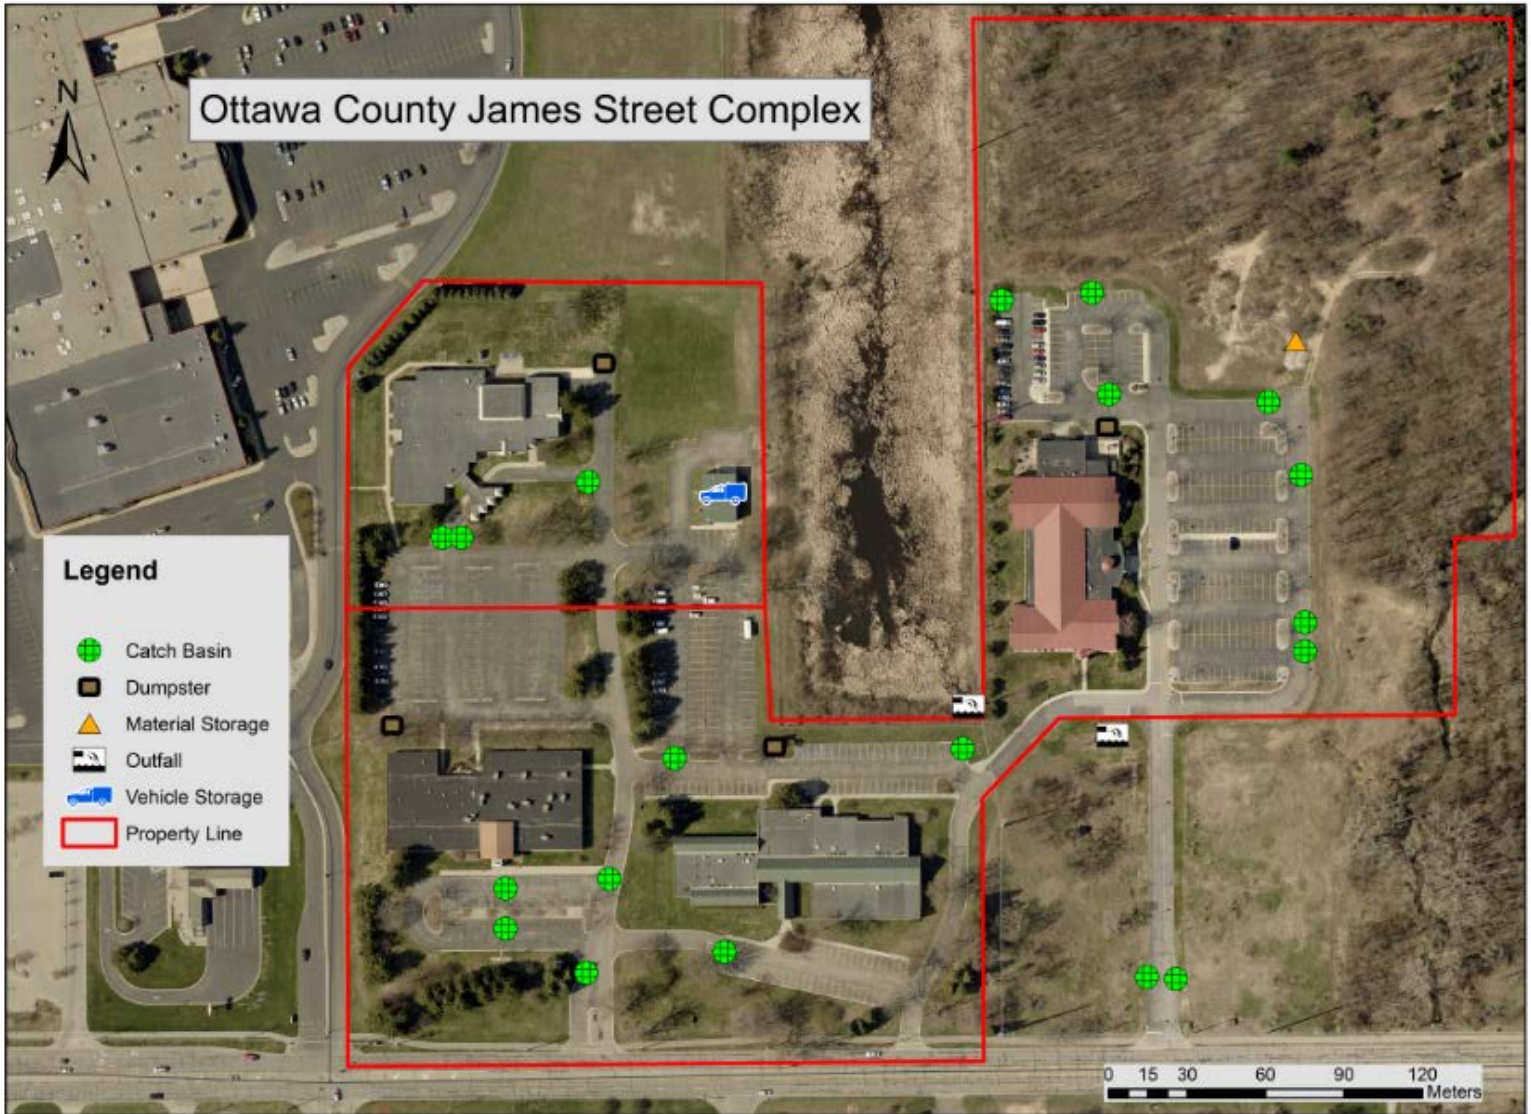 Ottawa County James Street Complex
N
Legend
Catch Basin
Dumpster
Material Storage
Outfall
Vehicle Storage
Property Line
0 15 30 60 90 120
Meters